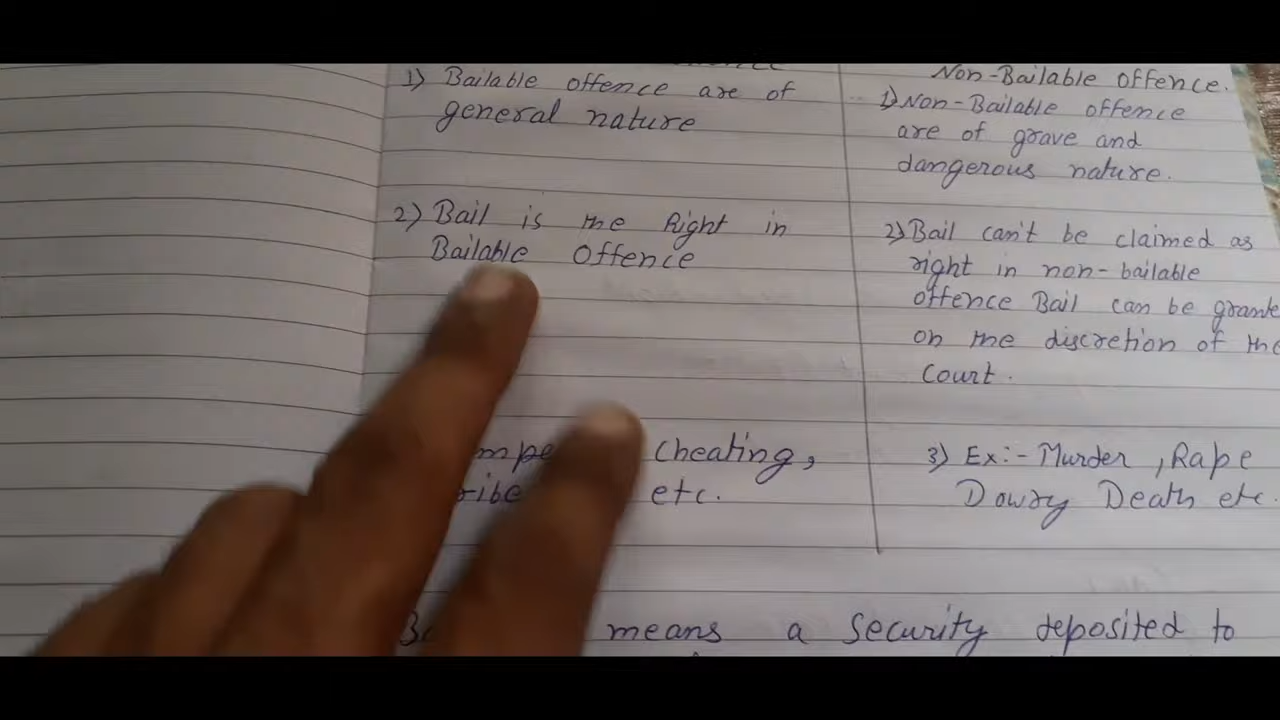 1) Bailable offence are of
general nature
2) Bail is the Right in
Bailable Offence
cheating,
etc.
Non-Bailable offence.
1) Non-Bailable offence
are of grave and
dangerous nature.
2) Bail can't be claimed as
right in non-bailable
offence Bail can be grante
on the discretion of the
Court.
3) Ex:- Murder, Rape
Dowry Death etc.
means a Security deposited to